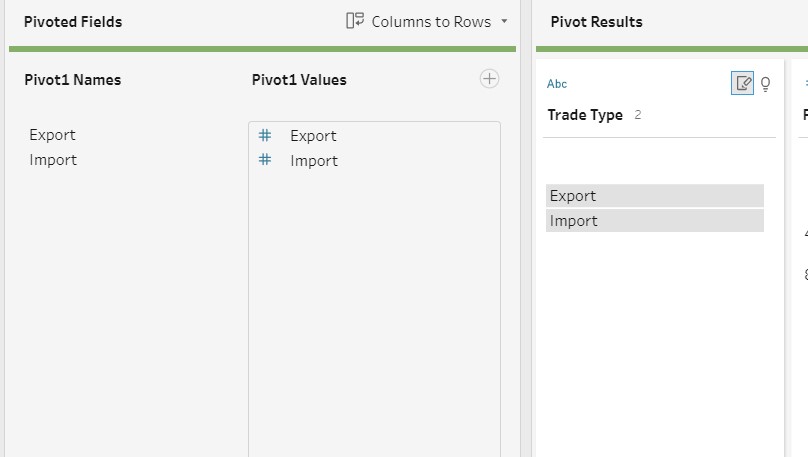 Pivoted Fields
Columns to Rows
Pivot1 Names
Pivot1 Values
Export
Import
# Export
# Import
Pivot Results
Abc
Trade Type 2
Export
Import